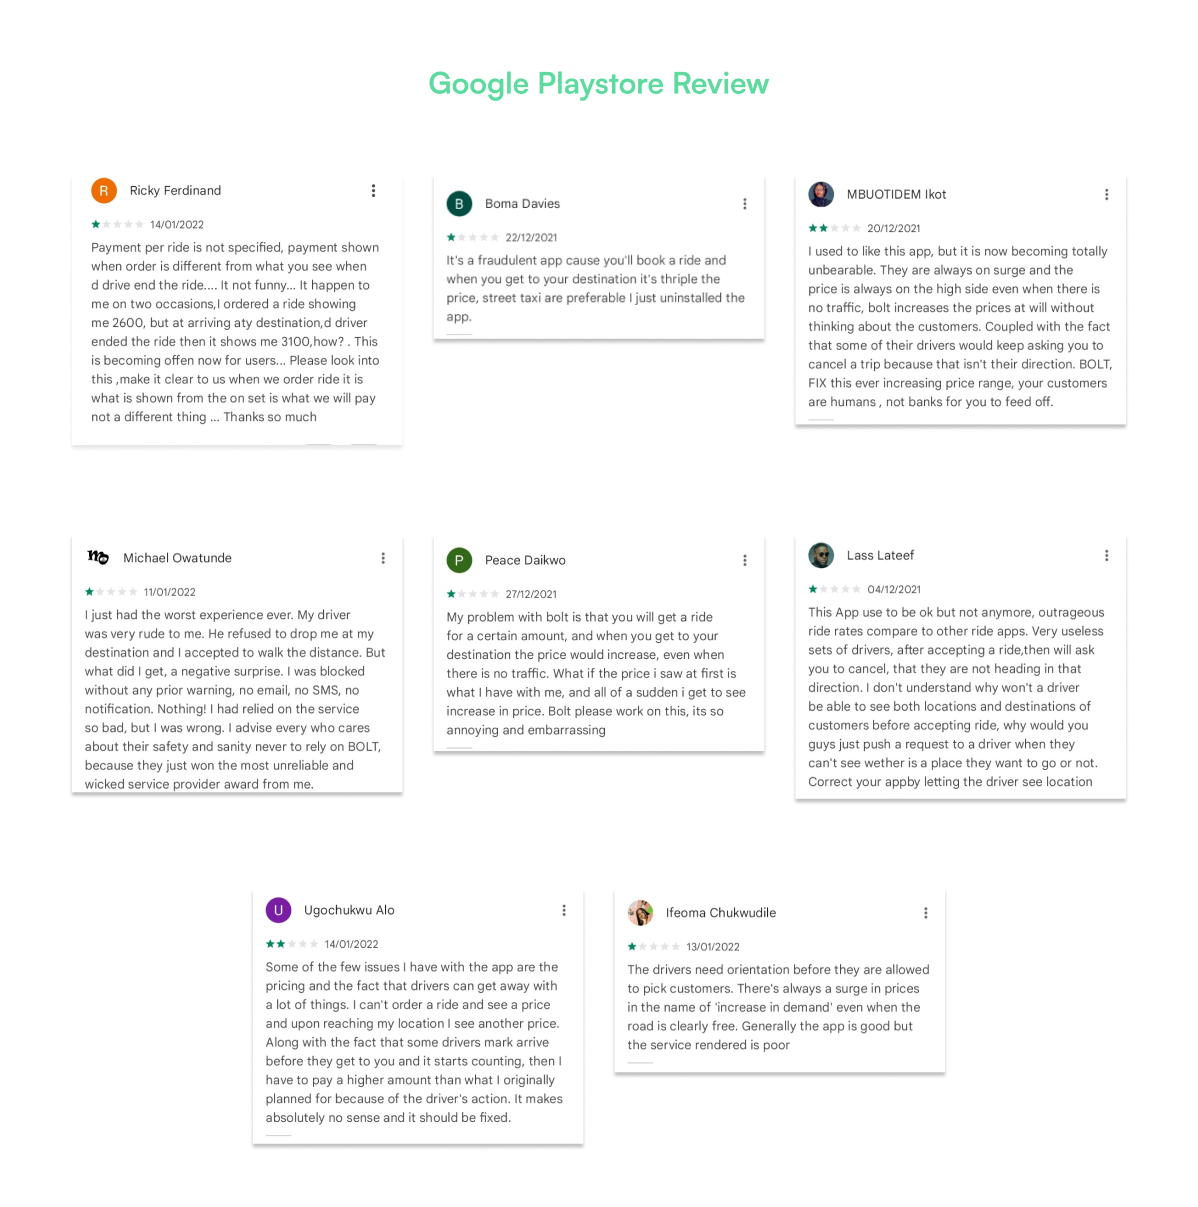 Google Playstore Review
R
Ricky Ferdinand
14/01/2022
Payment per ride is not specified, payment shown
when order is different from what you see when
d drive end the ride.... It not funny... It happen to
me on two occasions,I ordered a ride showing
me 2600, but at arriving aty destination,d driver
ended the ride then it shows me 3100,how? . This
is becoming offen now for users... Please look into
this ,make it clear to us when we order ride it is
what is shown from the on set is what we will pay
not a different thing ... Thanks so much
B
Boma Davies
22/12/2021
It's a fraudulent app cause you'll book a ride and
when you get to your destination it's thriple the
price, street taxi are preferable I just uninstalled the
app.
MBUOTIDEM Ikot
20/12/2021
I used to like this app, but it is now becoming totally
unbearable. They are always on surge and the
price is always on the high side even when there is
no traffic, bolt increases the prices at will without
thinking about the customers. Coupled with the fact
that some of their drivers would keep asking you to
cancel a trip because that isn't their direction. BOLT,
FIX this ever increasing price range, your customers
are humans , not banks for you to feed off.
Michael Owatunde
11/01/2022
I just had the worst experience ever. My driver
was very rude to me. He refused to drop me at my
destination and I accepted to walk the distance. But
what did I get, a negative surprise. I was blocked
without any prior warning, no email, no SMS, no
notification. Nothing! I had relied on the service
so bad, but I was wrong. I advise every who cares
about their safety and sanity never to rely on BOLT,
because they just won the most unreliable and
wicked service provider award from me.
P
Peace Daikwo
27/12/2021
My problem with bolt is that you will get a ride
for a certain amount, and when you get to your
destination the price would increase, even when
there is no traffic. What if the price i saw at first is
what I have with me, and all of a sudden i get to see
increase in price. Bolt please work on this, its so
annoying and embarrassing
Lass Lateef
04/12/2021
This App use to be ok but not anymore, outrageous
ride rates compare to other ride apps. Very useless
sets of drivers, after accepting a ride,then will ask
you to cancel, that they are not heading in that
direction. I don't understand why won't a driver
be able to see both locations and destinations of
customers before accepting ride, why would you
guys just push a request to a driver when they
can't see wether is a place they want to go or not.
Correct your appby letting the driver see location
U
Ugochukwu Alo
14/01/2022
Some of the few issues I have with the app are the
pricing and the fact that drivers can get away with
a lot of things. I can't order a ride and see a price
and upon reaching my location I see another price.
Along with the fact that some drivers mark arrive
before they get to you and it starts counting, then I
have to pay a higher amount than what I originally
planned for because of the driver's action. It makes
absolutely no sense and it should be fixed.
Ifeoma Chukwudile
13/01/2022
The drivers need orientation before they are allowed
to pick customers. There's always a surge in prices
in the name of 'increase in demand' even when the
road is clearly free. Generally the app is good but
the service rendered is poor